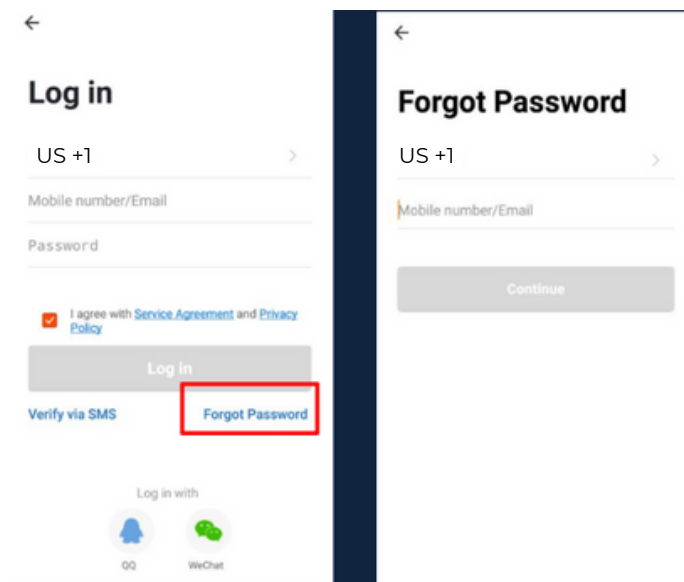 Log in
US +1
Mobile number/Email
Password
I agree with Service Agreement and Privacy
Policy
Log in
Verify via SMS
Forgot Password
Log in with
QQ
WeChat
Forgot Password
US +1
Mobile number/Email
Continue